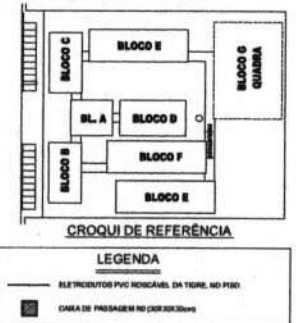 BLOCO C
BLOCO E
BLOCO G
QUADRA
BL. A
BLOCO D
BLOCO B
BLOCO F
BLOCO E
CROQUI DE REFERÊNCIA
LEGENDA
ELETRODUTOS PVC ROSCÁVEL DA TIGRE, NO PISO.
CAIXA DE PASSAGEM R0 (30X30X30cm)